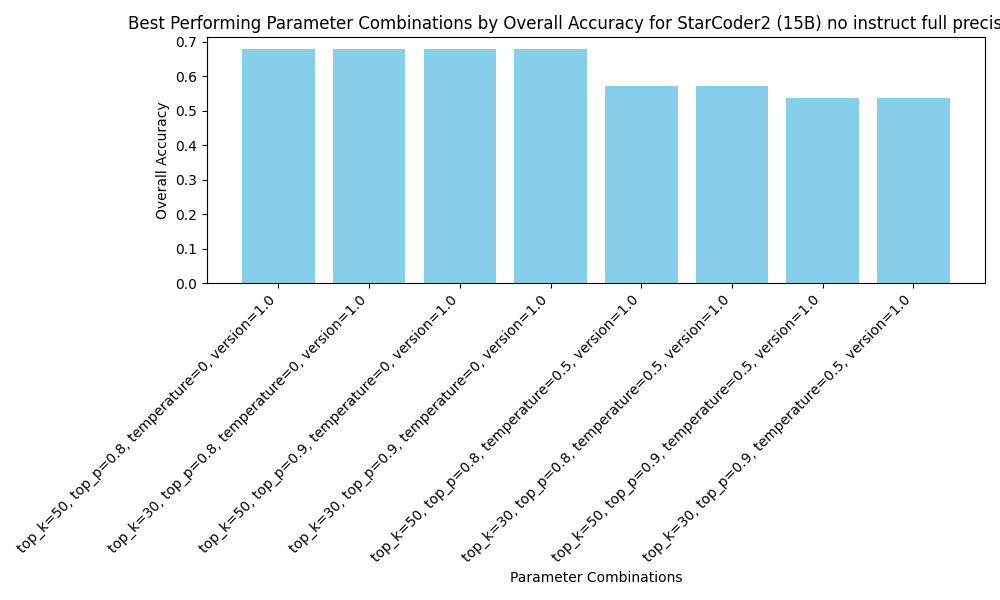 Best Performing Parameter Combinations by Overall Accuracy for StarCoder2 (15B) no instruct full precis
Overall Accuracy
0.7
0.6
0.5
0.4
0.3
0.2
0.1
0.0
top_k=50, top_p=0.8, temperature=0, version=1.0
top_k=30, top_p=0.8, temperature=0, version=1.0
top_k=50, top_p=0.9, temperature=0, version=1.0
top_k=30, top_p=0.9, temperature=0, version=1.0
top_k=50, top_p=0.8, temperature=0.5, version=1.0
top_k=30, top_p=0.8, temperature=0.5, version=1.0
top_k=50, top_p=0.9, temperature=0.5, version=1.0
top_k=30, top_p=0.9, temperature=0.5, version=1.0
Parameter Combinations